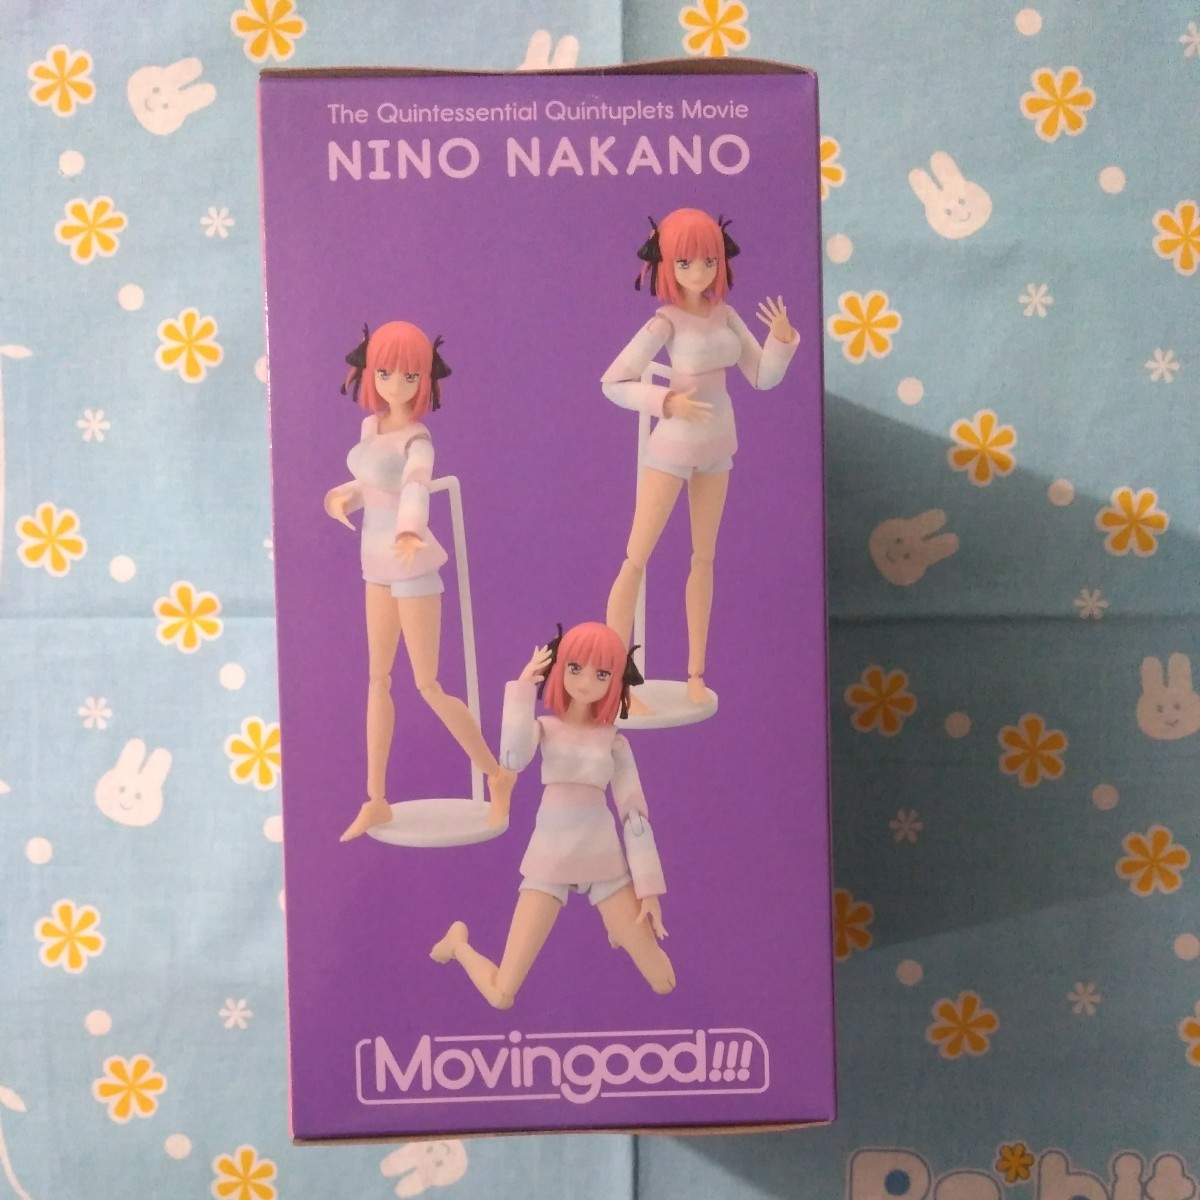 The Quintessential Quintuplets Movie
NINO NAKANO
Movingood!!!